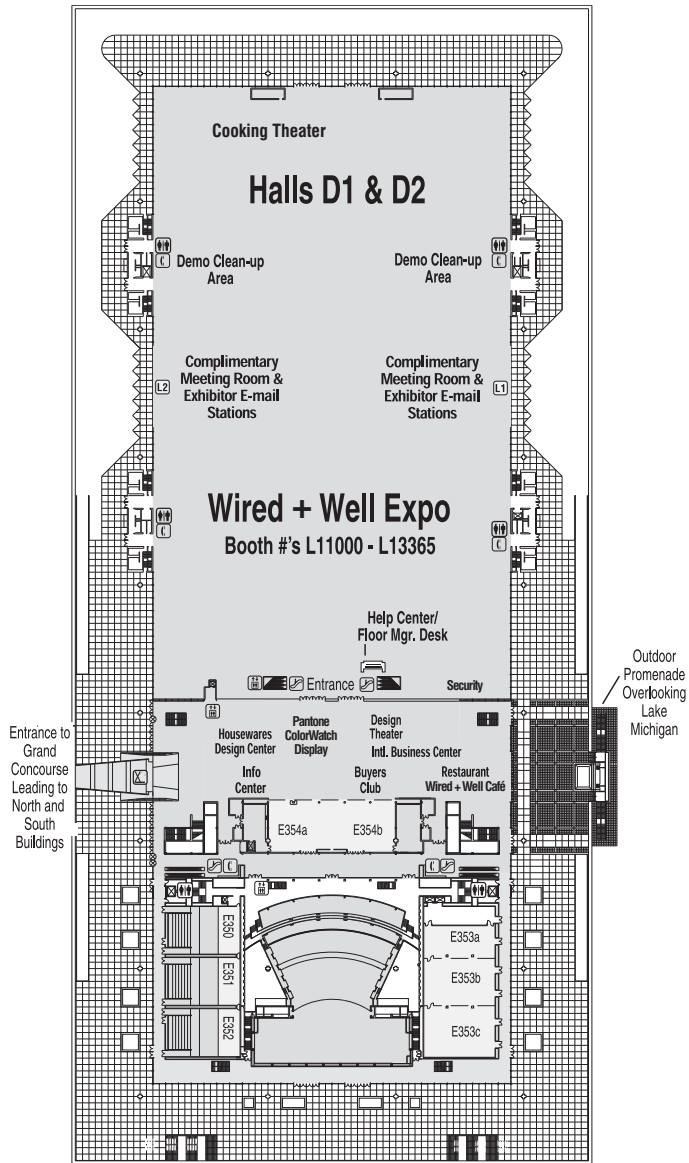 Cooking Theater
Halls D1 & D2
Demo Clean-up
Area
Demo Clean-up
Area
Complimentary
Meeting Room &
Exhibitor E-mail
Stations
L2
Complimentary
Meeting Room &
Exhibitor E-mail
Stations
L1
Wired + Well Expo
Booth #'s L11000 - L13365
Help Center/
Floor Mgr. Desk
Entrance
Security
Outdoor
Promenade
Overlooking
Lake
Michigan
Entrance to
Grand
Concourse
Leading to
North and
South
Buildings
Housewares
Design Center
Pantone
ColorWatch
Display
Design
Theater
Intl. Business Center
Info
Center
Buyers
Club
Restaurant
Wired + Well Café
E354a
E354b
E350
E351
E352
E353a
E353b
E353c